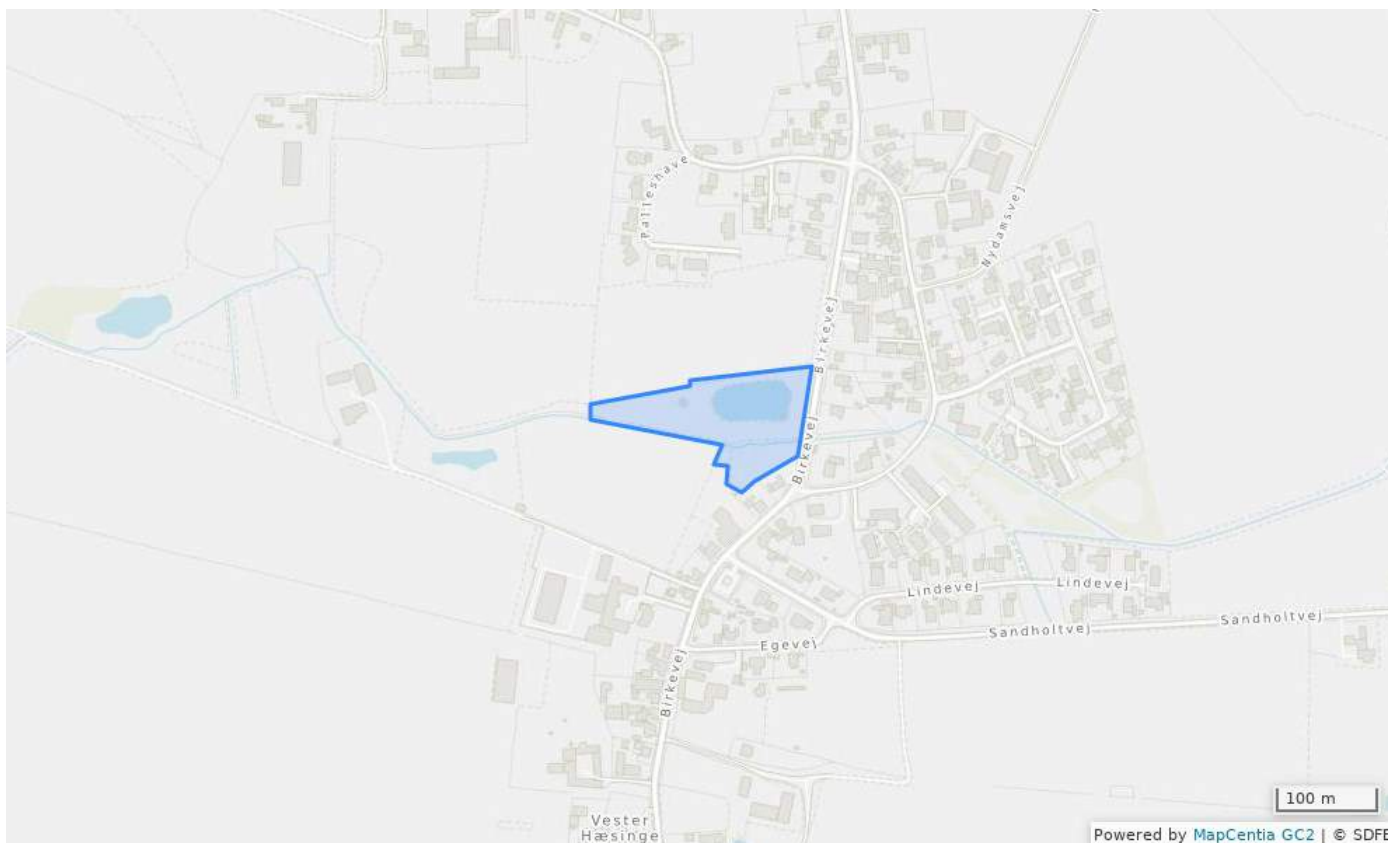 Palleshave
Nydamsvej
Birkevej
Birkevej
Lindevej
Lindevej
Sandholtvej
Sandholtvej
Egevej
Birkevej
Vester
Hæsinge
100 m
Powered by MapCentia GC2 | © SDFE